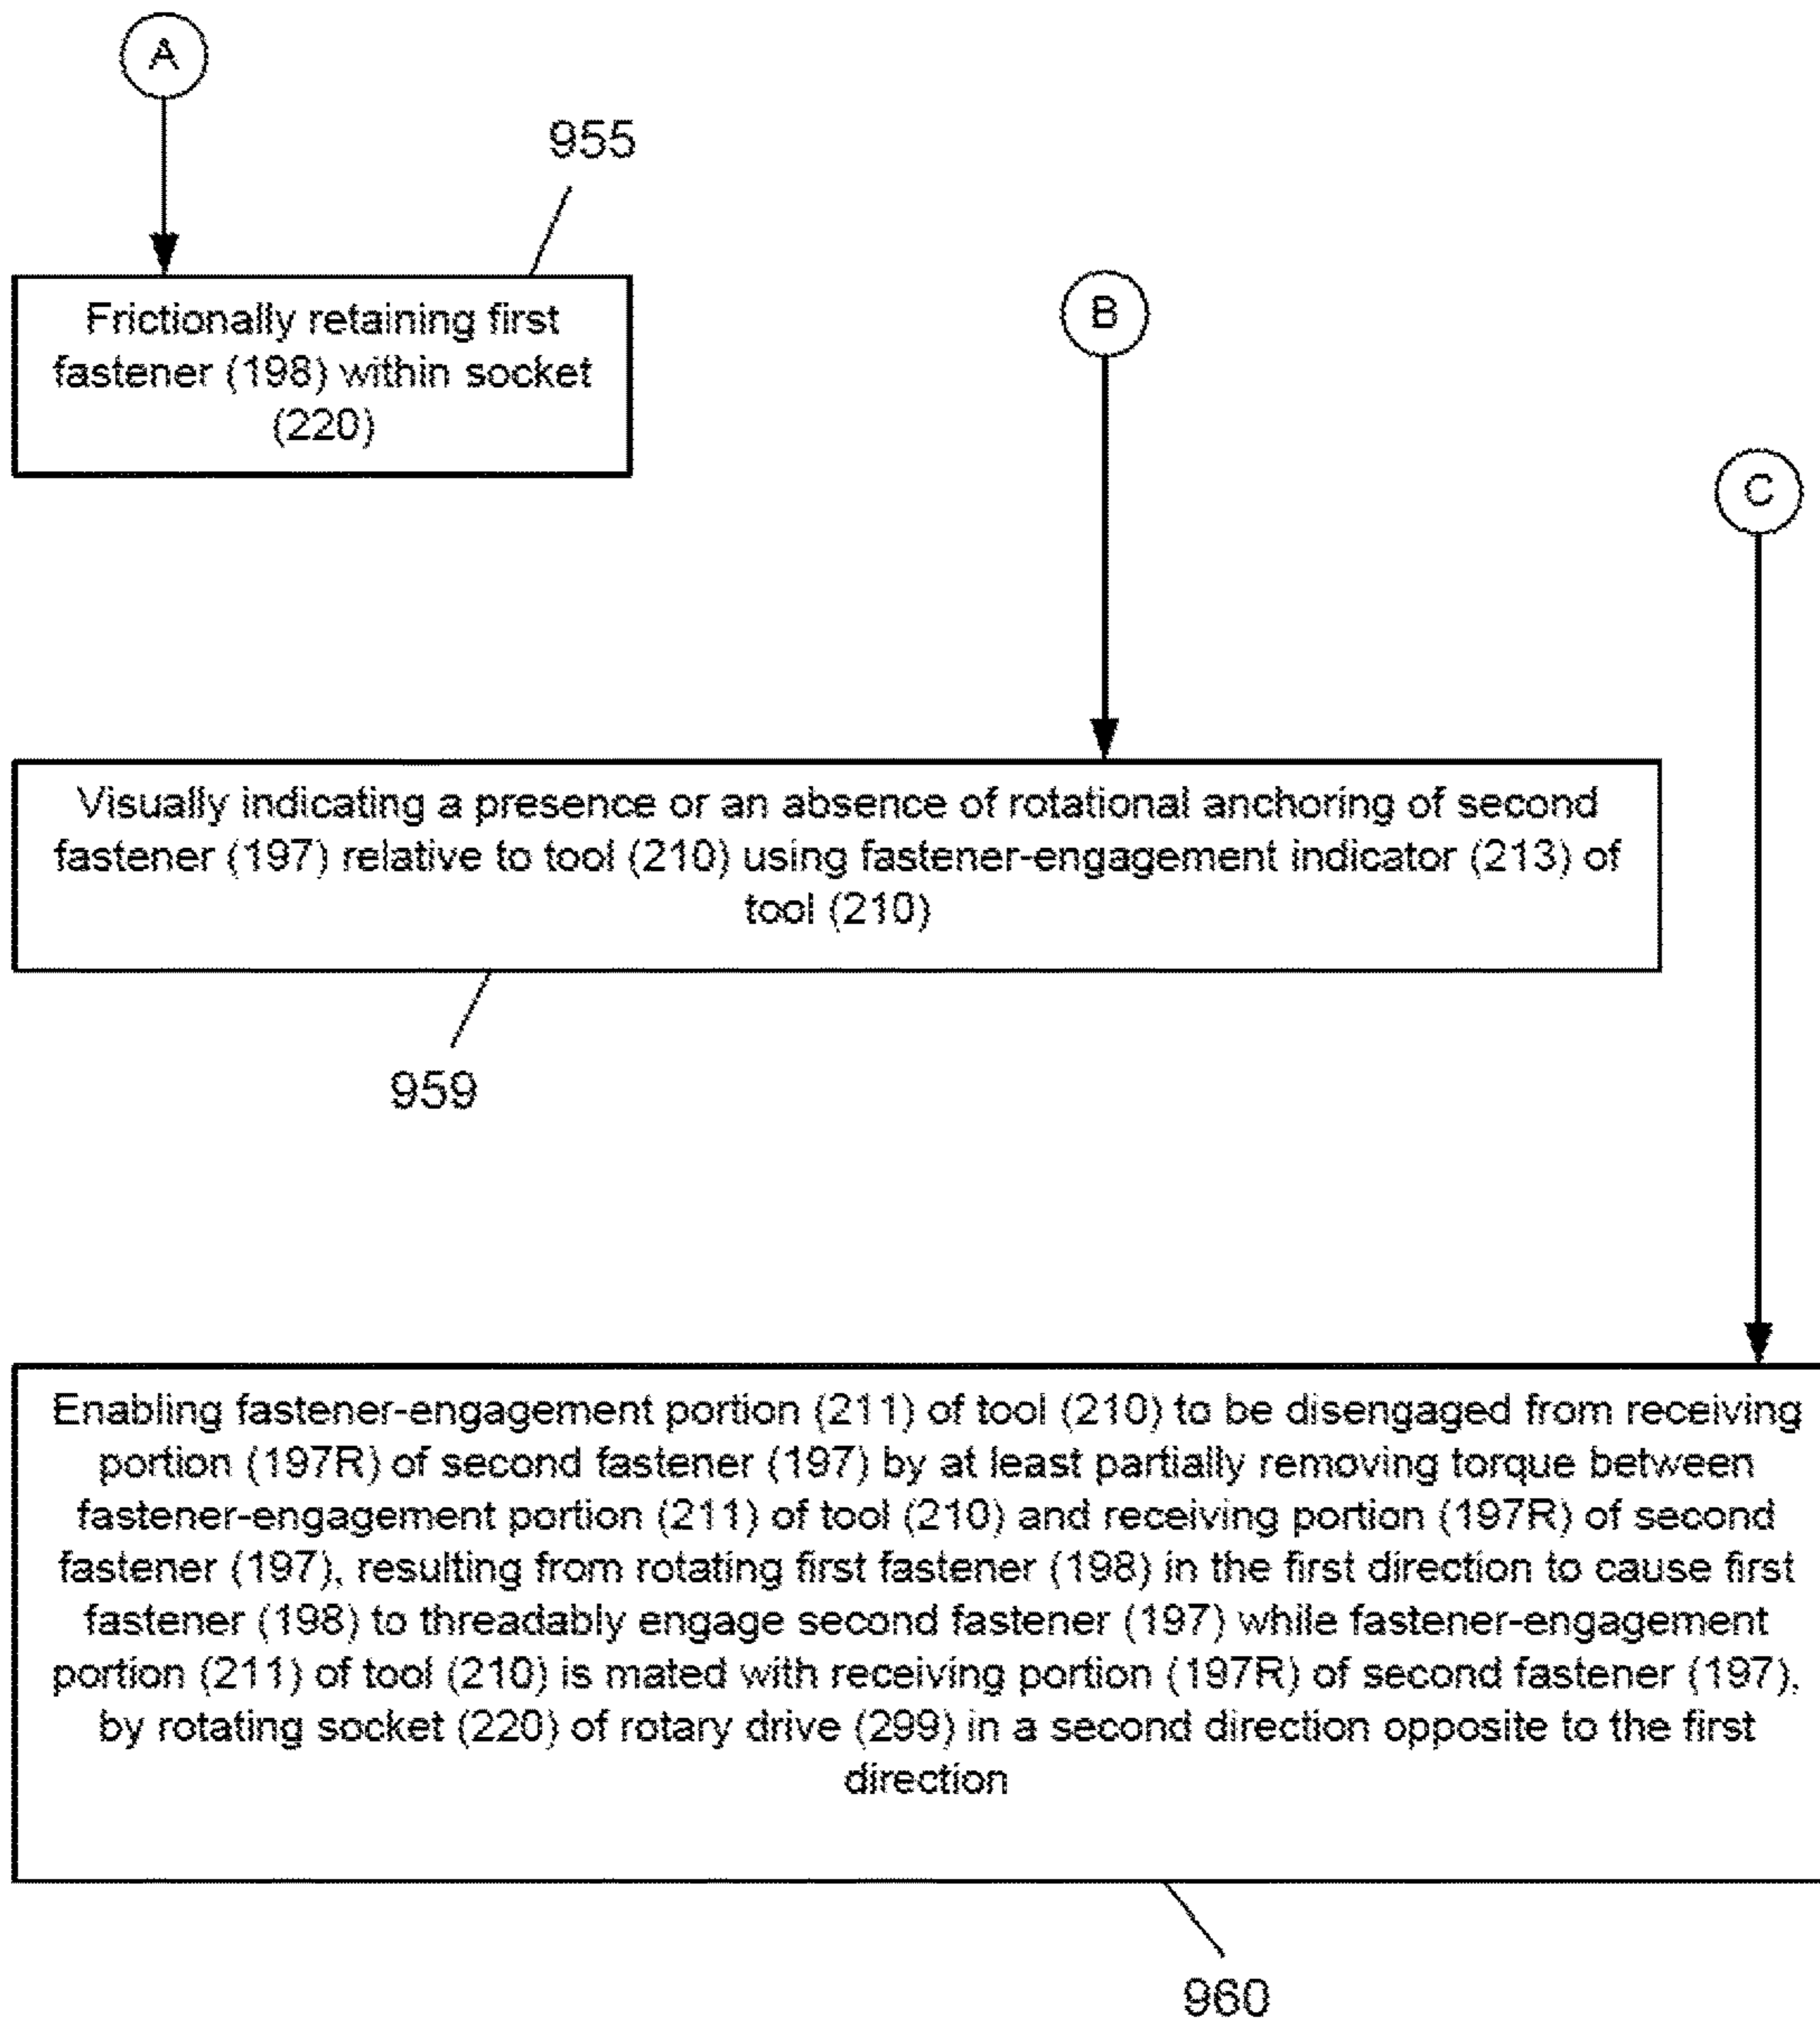 A
955
Frictionally retaining first
fastener (198) within socket
(220)
B
C
Visually indicating a presence or an absence of rotational anchoring of second
fastener (197) relative to tool (210) using fastener-engagement indicator (213) of
tool (210)
959
Enabling fastener-engagement portion (211) of tool (210) to be disengaged from receiving
portion (197R) of second fastener (197) by at least partially removing torque between
fastener-engagement portion (211) of tool (210) and receiving portion (197R) of second
fastener (197), resulting from rotating first fastener (198) in the first direction to cause first
fastener (198) to threadably engage second fastener (197) while fastener-engagement
portion (211) of tool (210) is mated with receiving portion (197R) of second fastener (197),
by rotating socket (220) of rotary drive (299) in a second direction opposite to the first
direction
960